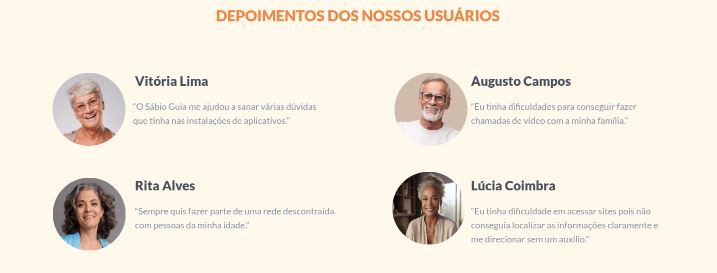 DEPOIMENTOS DOS NOSSOS USUÁRIOS
Vitória Lima
"O Sábio Guia me ajudou a sanar várias dúvidas
que tinha nas instalações de aplicativos."
Augusto Campos
"Eu tinha dificuldades para conseguir fazer
chamadas de vídeo com a minha família."
Rita Alves
"Sempre quis fazer parte de uma rede descontraída
com pessoas da minha idade."
Lúcia Coimbra
"Eu tinha dificuldade em acessar sites pois não
conseguia localizar as informações claramente e
me direcionar sem um auxílio."